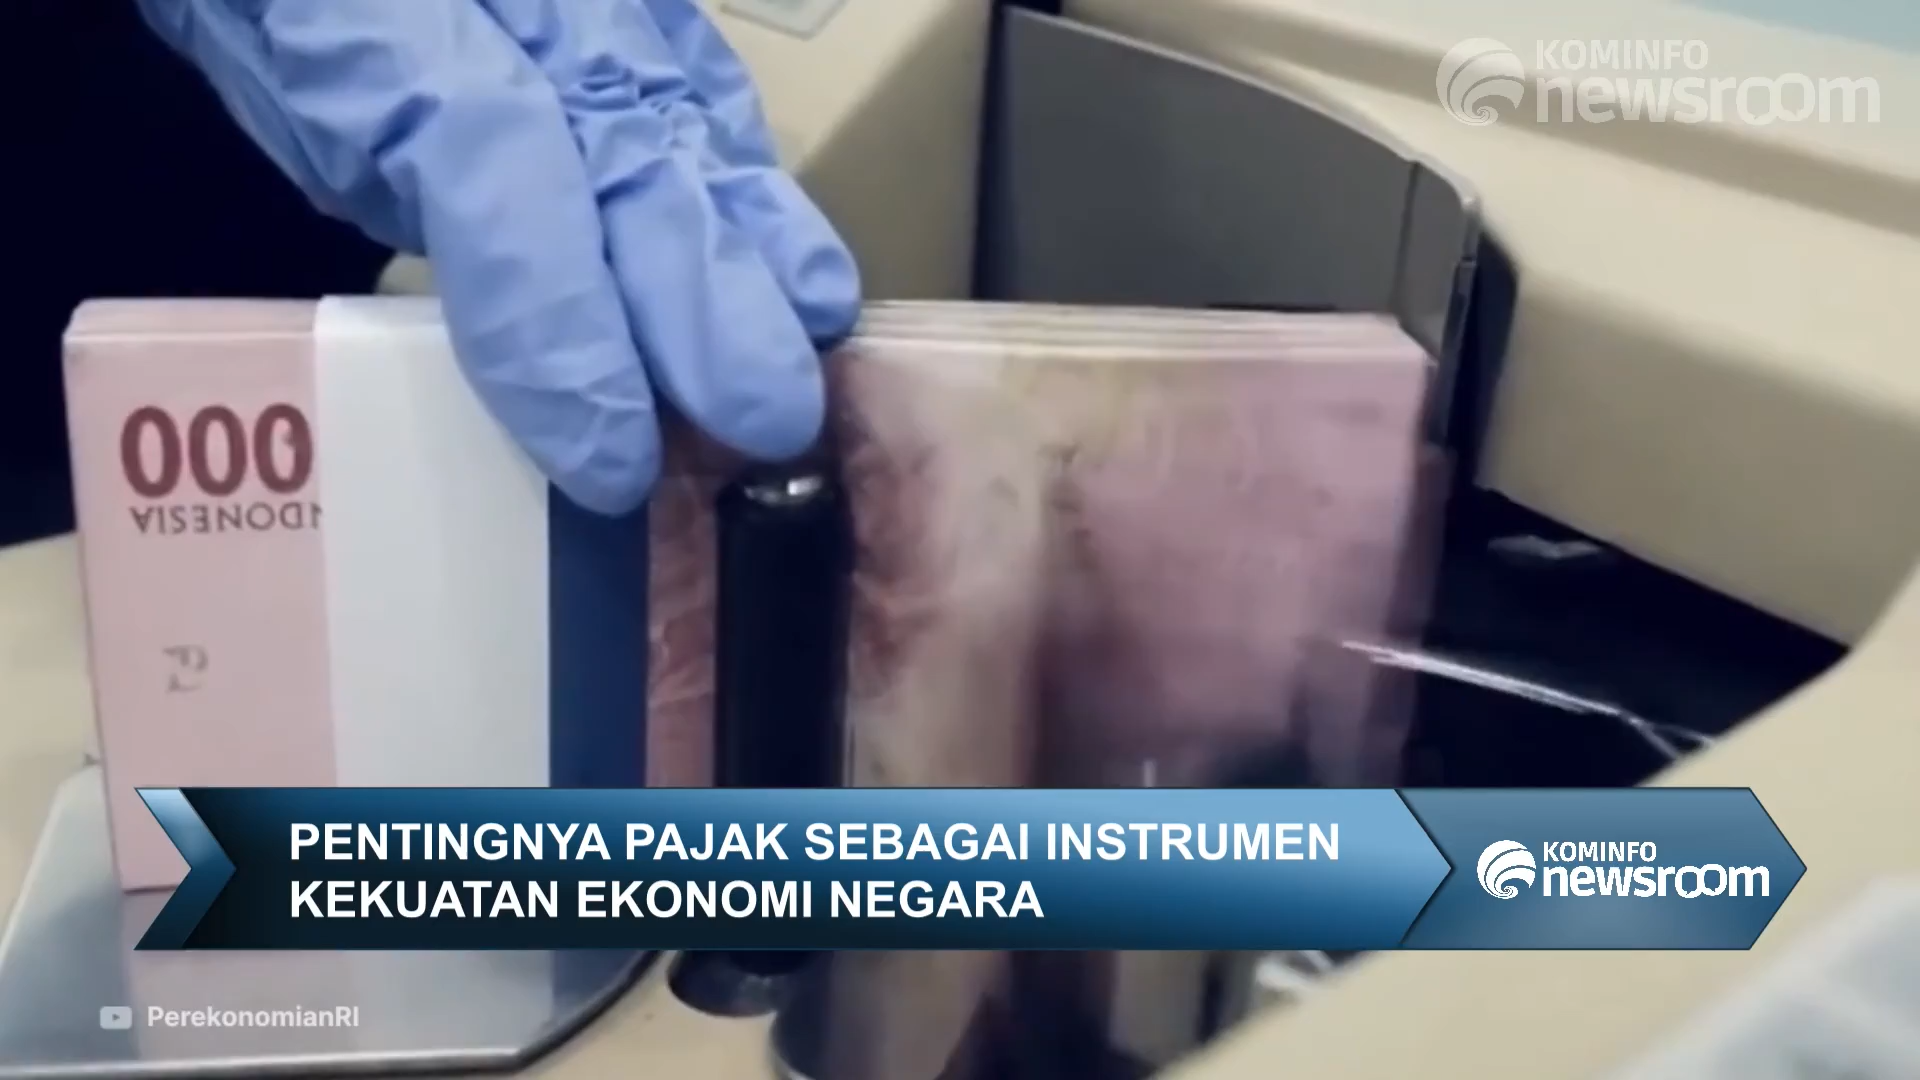 KOMINFO
newsroom
000
INDONESIA
PENTINGNYA PAJAK SEBAGAI INSTRUMEN
KEKUATAN EKONOMI NEGARA
KOMINFO
newsroom
PerekonomianRI